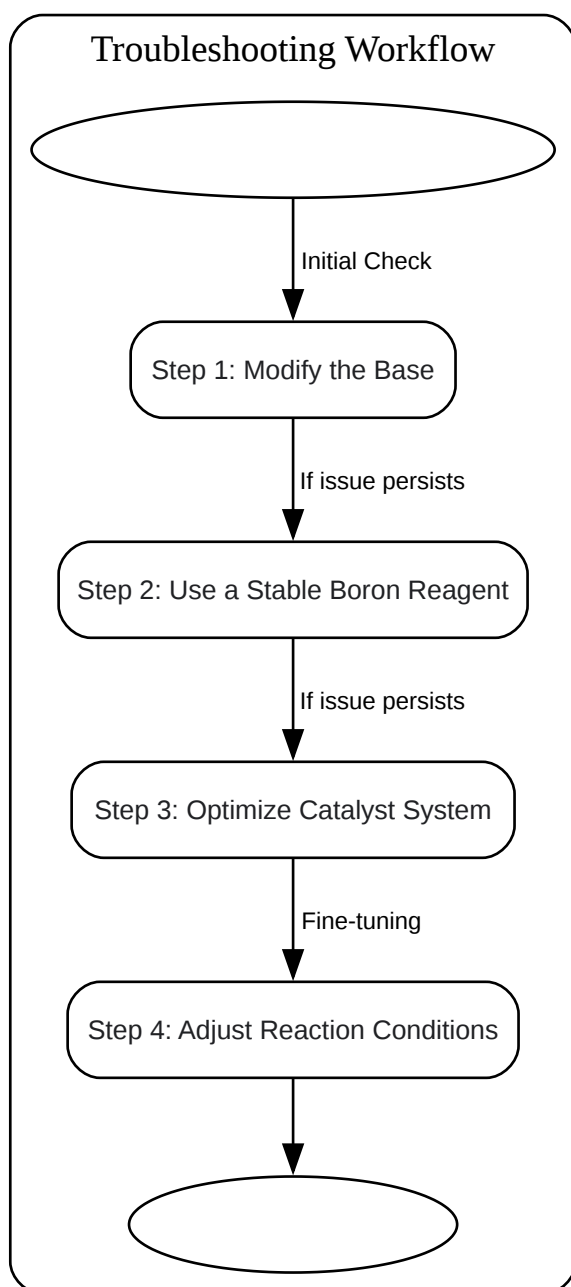 Troubleshooting Workflow
Initial Check
Step 1: Modify the Base
If issue persists
Step 2: Use a Stable Boron Reagent
If issue persists
Step 3: Optimize Catalyst System
Fine-tuning
Step 4: Adjust Reaction Conditions